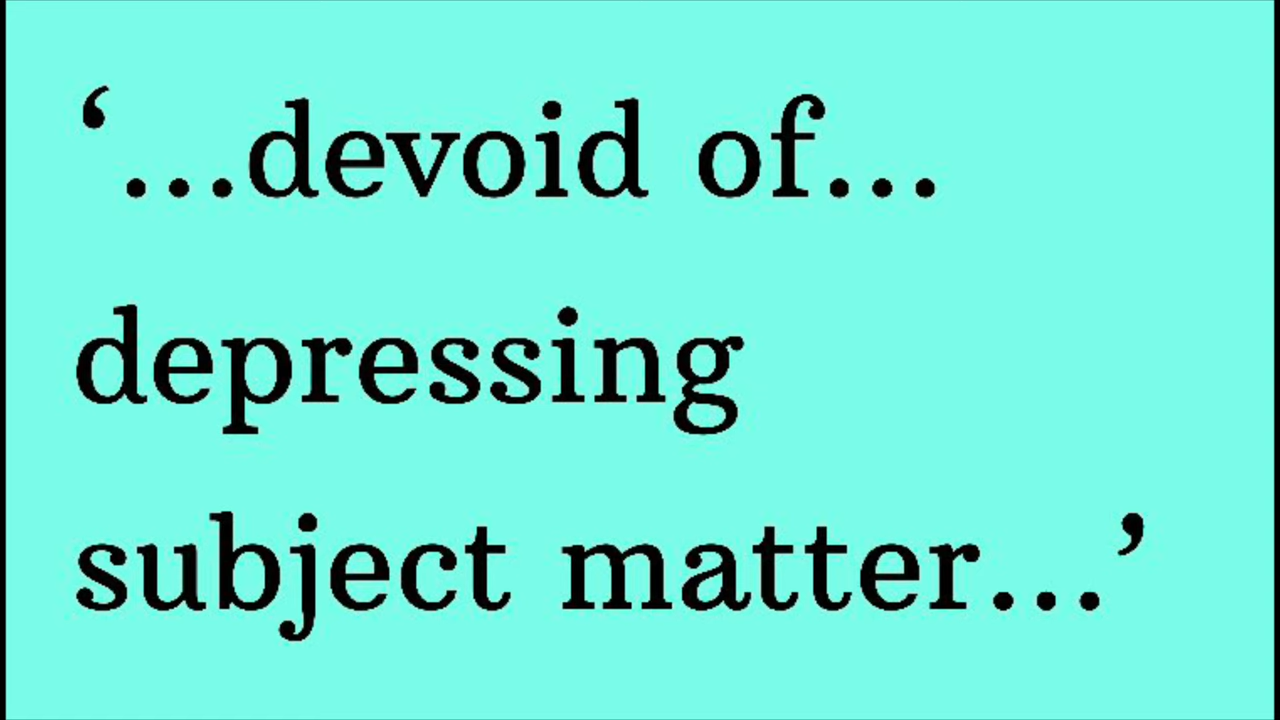 ‘...devoid of...
depressing
subject matter...’